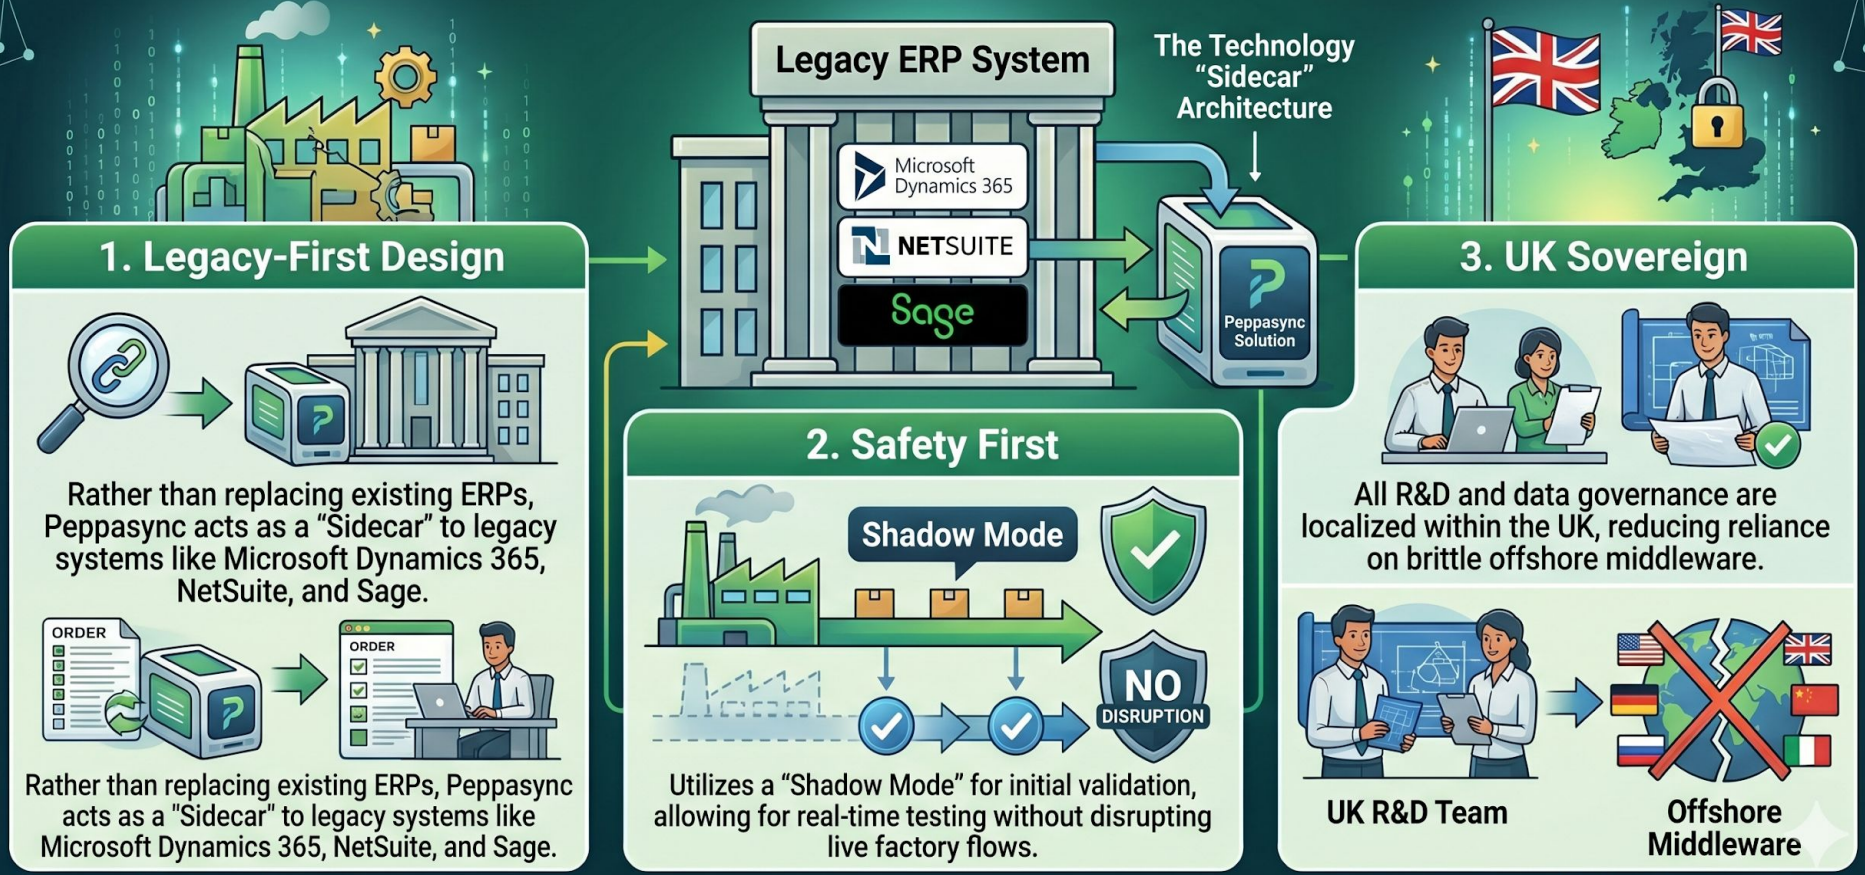 Legacy ERP System
Microsoft
Dynamics 365
NETSUITE
Sage
The Technology
“Sidecar”
Architecture
Peppasync
Solution
1. Legacy-First Design
Rather than replacing existing ERPs,
Peppasync acts as a “Sidecar” to legacy
systems like Microsoft Dynamics 365,
NetSuite, and Sage.
ORDER
ORDER
Rather than replacing existing ERPs, Peppasync
acts as a "Sidecar" to legacy systems like
Microsoft Dynamics 365, NetSuite, and Sage.
2. Safety First
Shadow Mode
NO
DISRUPTION
Utilizes a “Shadow Mode” for initial validation,
allowing for real-time testing without disrupting
live factory flows.
3. UK Sovereign
All R&D and data governance are
localized within the UK, reducing reliance
on brittle offshore middleware.
UK R&D Team
Offshore
Middleware